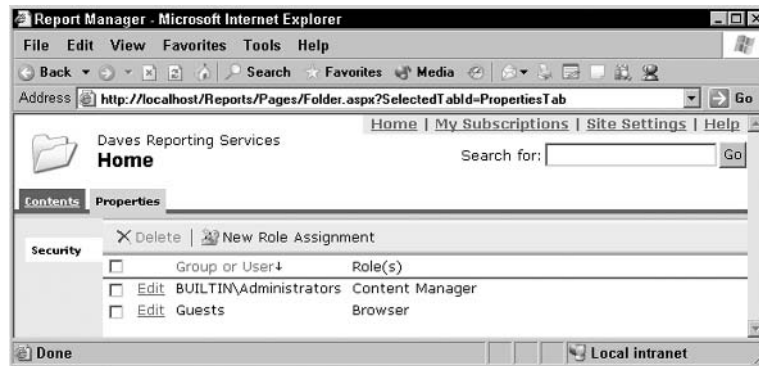 Report Manager - Microsoft Internet Explorer
File Edit View Favorites Tools Help
Back Search Favorites Media
Address http://localhost/Reports/Pages/Folder.aspx?SelectedTabId=PropertiesTab Go
Home | My Subscriptions | Site Settings | Help
Daves Reporting Services
Home
Search for: Go
Contents Properties
Delete | New Role Assignment
Security
Group or User↓ Role(s)
Edit BUILTIN\Administrators Content Manager
Edit Guests Browser
Done Local intranet